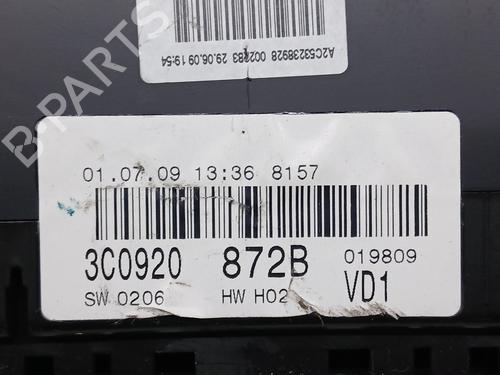 A2C53238928 002283 29.06.09 19:54
B-PARTS
01.07.09 13:36 8157
3C0920 872B 019809
SW 0206 HW H02 VD1